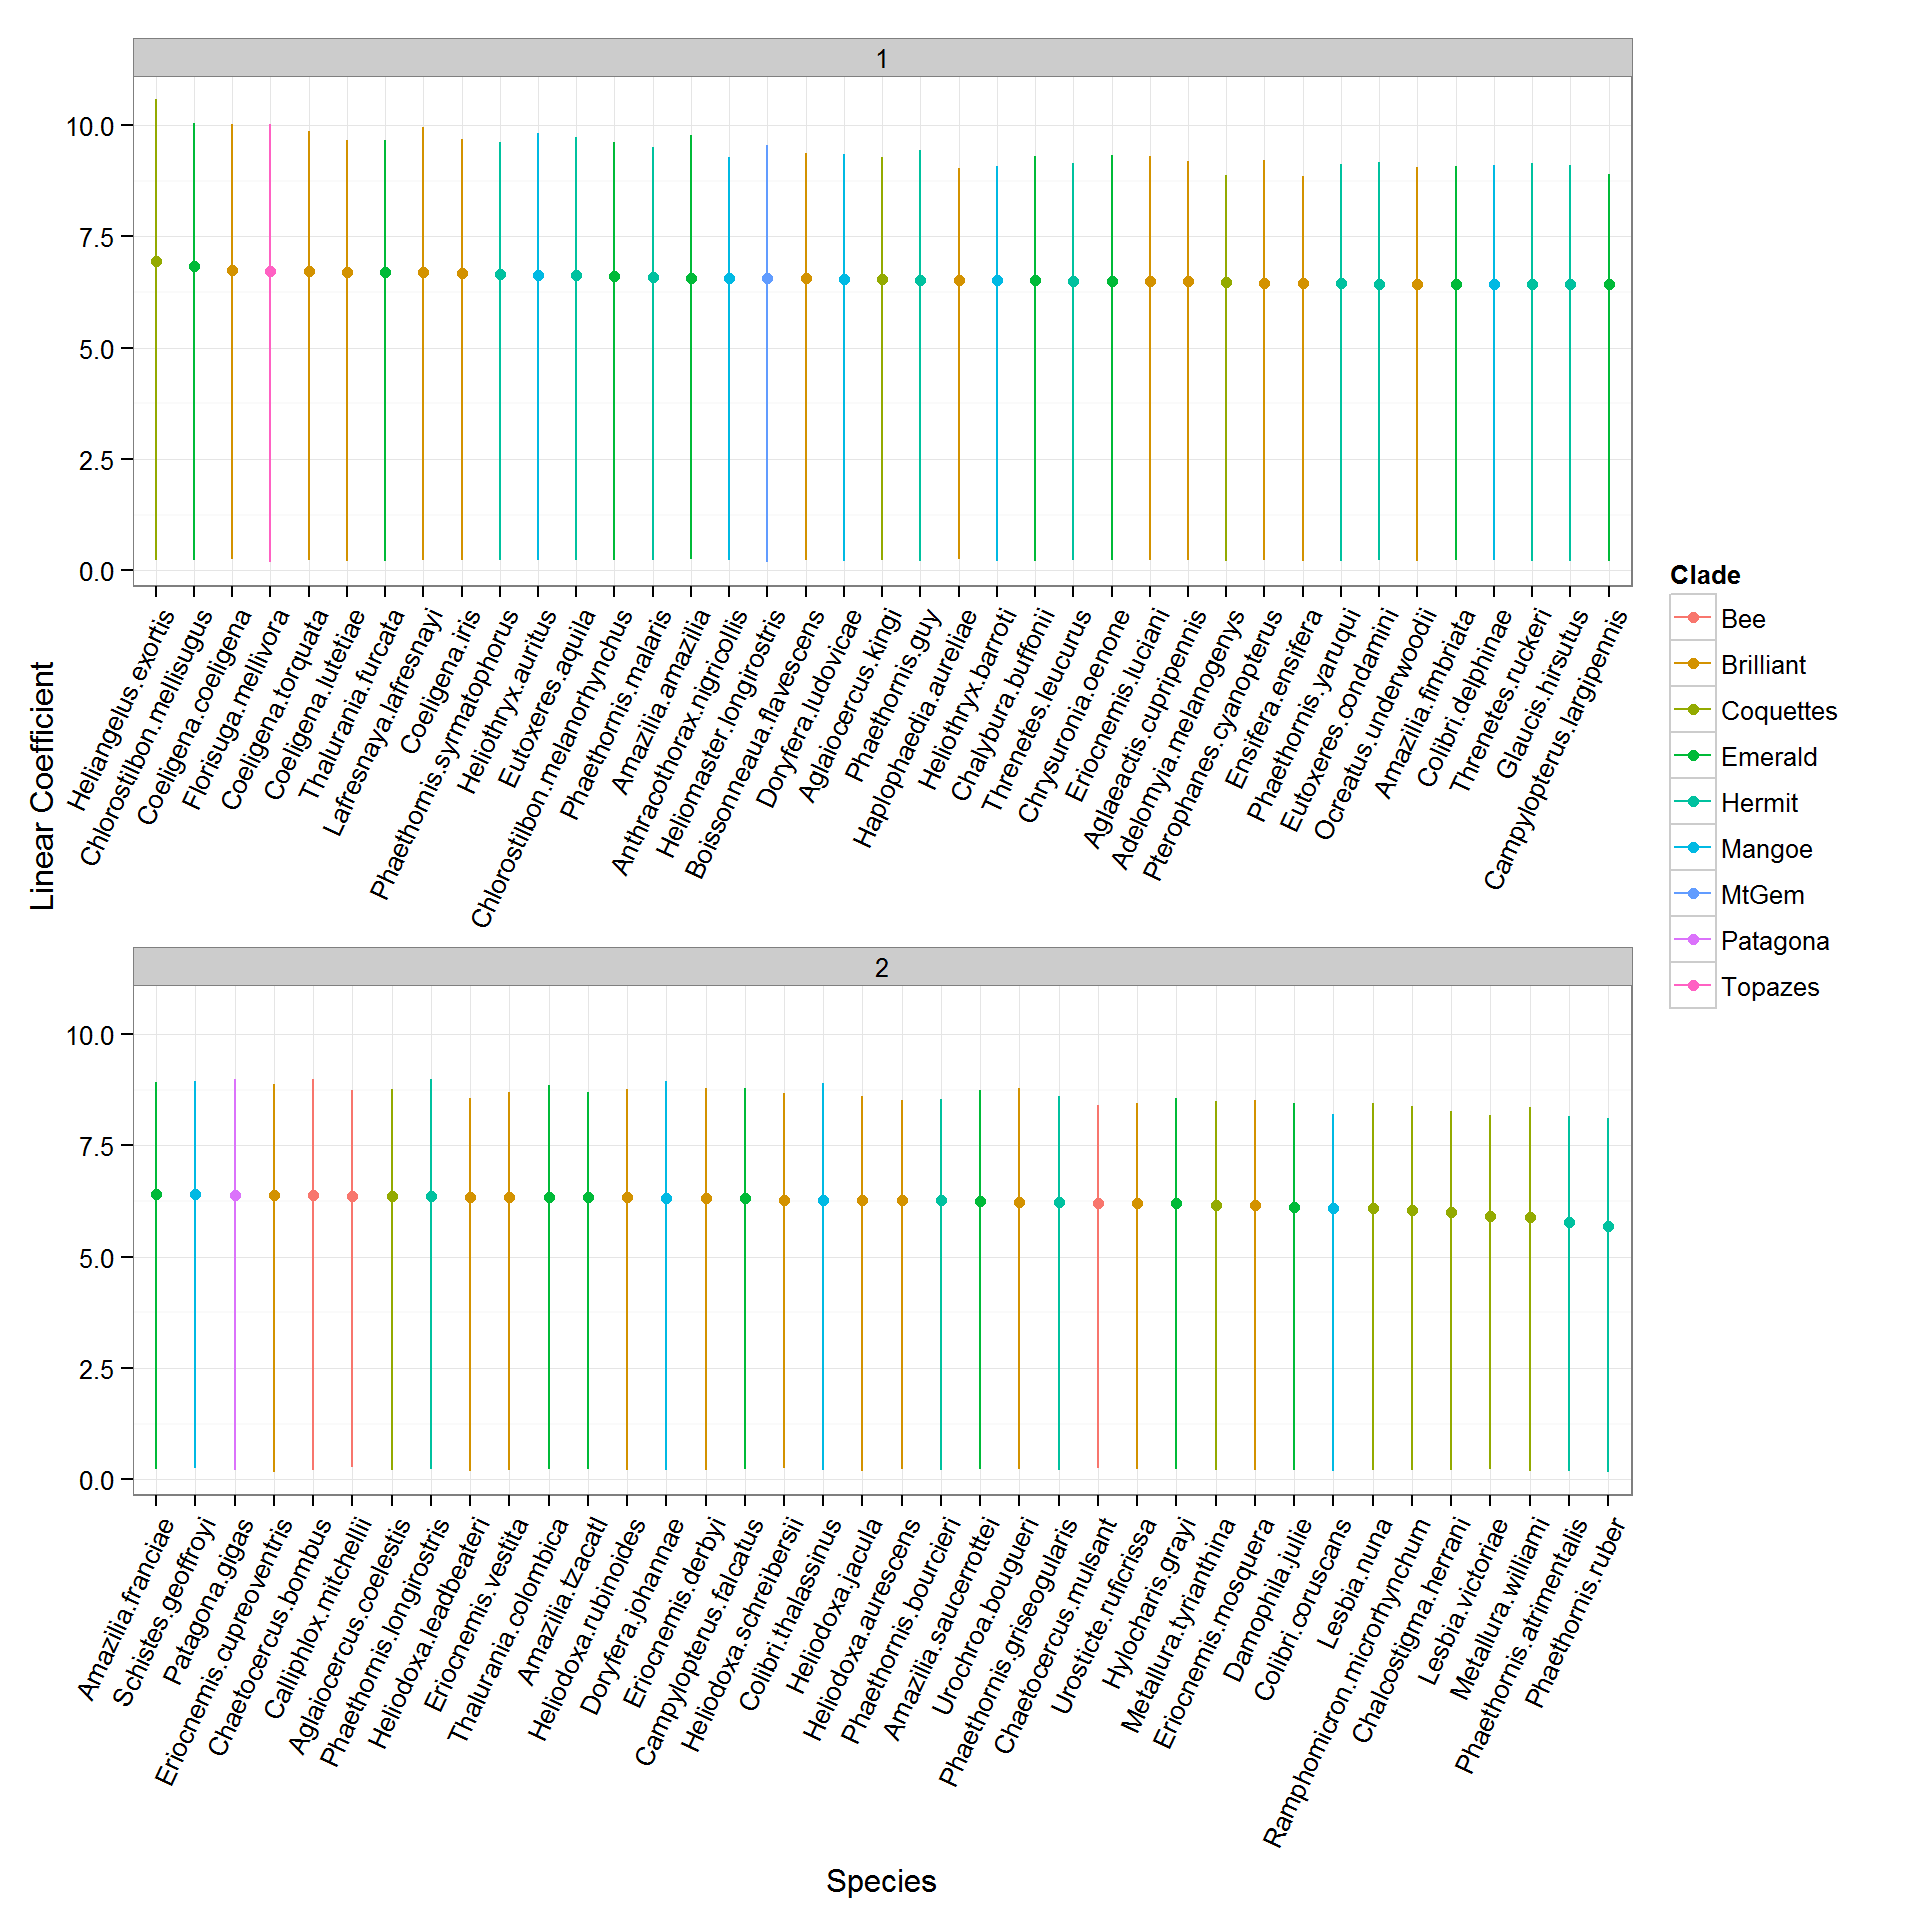 1
10.0
7.5
5.0
2.5
0.0
Heliangelus.exortis
Chlorostilbon.mellisugus
Coeligena.coeligena
Florisuga.mellivora
Coeligena.torquata
Coeligena.lutetiae
Thalurania.furcata
Lafresnaya.lafresnayi
Coeligena.iris
Phaethornis.syrmatophorus
Heliothryx.auritus
Eutoxeres.aquila
Chlorostilbon.melanorhynchus
Phaethornis.malaris
Amazilia.amazilia
Anthracothorax.nigricollis
Heliomaster.longirostris
Boissonneaua.flavescens
Doryfera.ludovicae
Aglaiocercus.kingi
Phaethornis.guy
Haplophaedia.aureliae
Heliothryx.barroti
Chalybura.buffonii
Threnetes.leucurus
Chrysuronia.oenone
Eriocnemis.luciani
Aglaeactis.cupripennis
Adelomyia.melanogenys
Pterophanes.cyanopterus
Ensifera.ensifera
Phaethornis.yaruqui
Eutoxeres.condamini
Ocreatus.underwoodii
Amazilia.fimbriata
Colibri.delphinae
Threnetes.ruckeri
Glaucis.hirsutus
Campylopterus.largipennis
Linear Coefficient
2
10.0
7.5
5.0
2.5
0.0
Amazilia.franciae
Schistes.geoffroyi
Patagona.gigas
Eriocnemis.cupreoventris
Chaetocercus.bombus
Calliphlox.mitchellii
Aglaiocercus.coelestis
Phaethornis.longirostris
Heliodoxa.leadbeateri
Eriocnemis.vestita
Thalurania.colombica
Amazilia.tzacatl
Heliodoxa.rubinoides
Doryfera.johannae
Eriocnemis.derbyi
Campylopterus.falcatus
Heliodoxa.schreibersii
Colibri.thalassinus
Heliodoxa.jacula
Heliodoxa.aurescens
Phaethornis.bourcieri
Amazilia.saucerrottei
Urochroa.bougueri
Phaethornis.griseogularis
Chaetocercus.mulsant
Urosticte.ruficrissa
Hylocharis.grayi
Metallura.tyrianthina
Eriocnemis.mosquera
Damophila.julie
Colibri.coruscans
Lesbia.nuna
Ramphomicron.microrhynchum
Chalcostigma.herrani
Lesbia.victoriae
Metallura.williami
Phaethornis.atrimentalis
Phaethornis.ruber
Species
Clade
Bee
Brilliant
Coquettes
Emerald
Hermit
Mangoe
MtGem
Patagona
Topazes